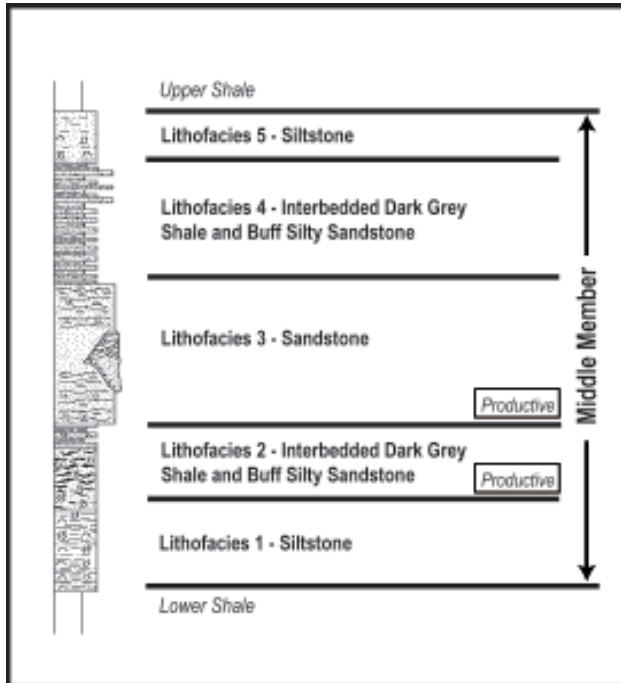 Upper Shale
Lithofacies 5 - Siltstone
Lithofacies 4 - Interbedded Dark Grey
Shale and Buff Silty Sandstone
Lithofacies 3 - Sandstone
Productive
Lithofacies 2 - Interbedded Dark Grey
Shale and Buff Silty Sandstone
Productive
Lithofacies 1 - Siltstone
Lower Shale
Middle Member